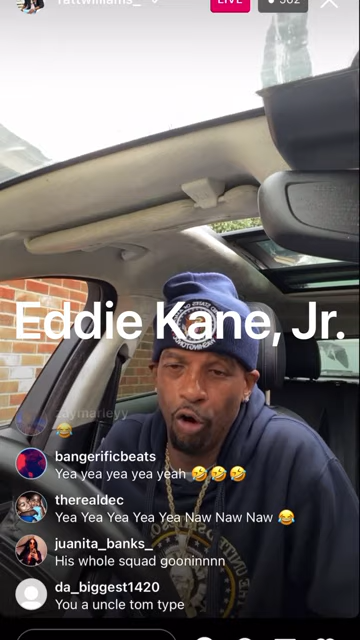 LIVE
Eddie Kane, Jr.
zaymarieyy
😂
bangerificbeats
Yea yea yea yea yeah 🤣🤣🤣
therealdec
Yea Yea Yea Yea Yea Naw Naw Naw 😂
juanita_banks_
His whole squad gooninnnn
da_biggest1420
You a uncle tom type